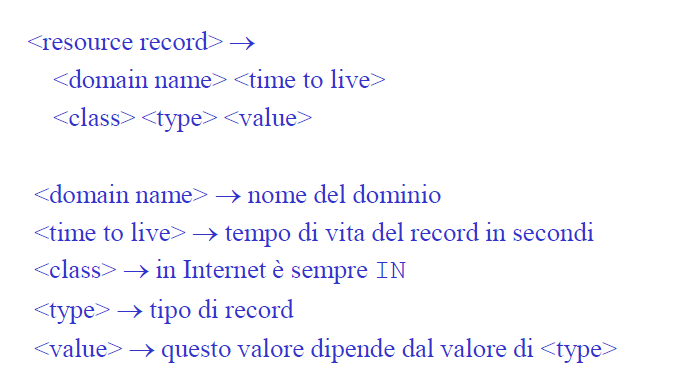 <resource record> →
<domain name> <time to live>
<class> <type> <value>
<domain name> → nome del dominio
<time to live> → tempo di vita del record in secondi
<class> → in Internet è sempre IN
<type> → tipo di record
<value> → questo valore dipende dal valore di <type>